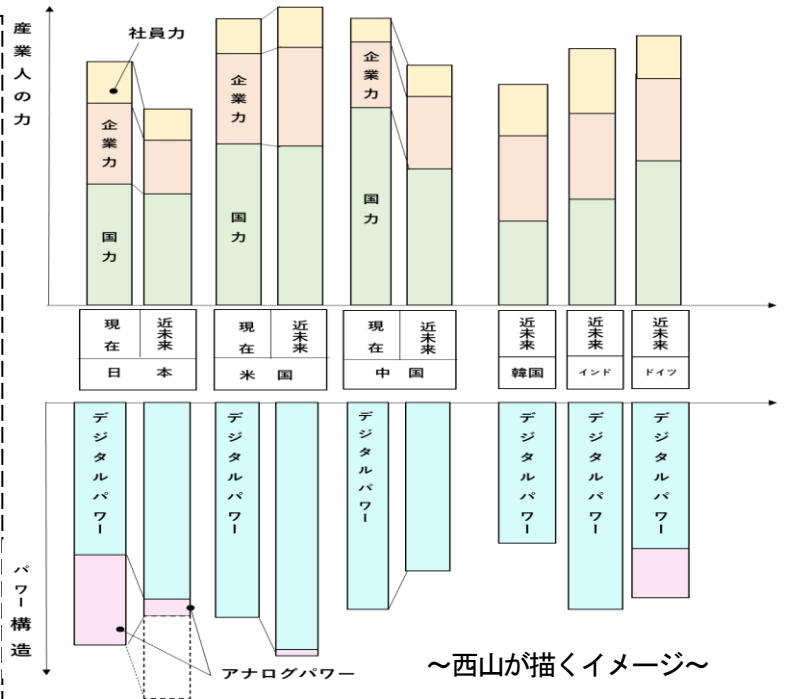 産業人の力
社員力
企業力
国力
企業力
国力
企業力
国力
現在
近未来
日本
現在
近未来
米国
現在
近未来
中国
近未来
韓国
近未来
インド
近未来
ドイツ
パワー構造
デジタルパワー
デジタルパワー
デジタルパワー
デジタルパワー
デジタルパワー
デジタルパワー
アナログパワー
～西山が描くイメージ～